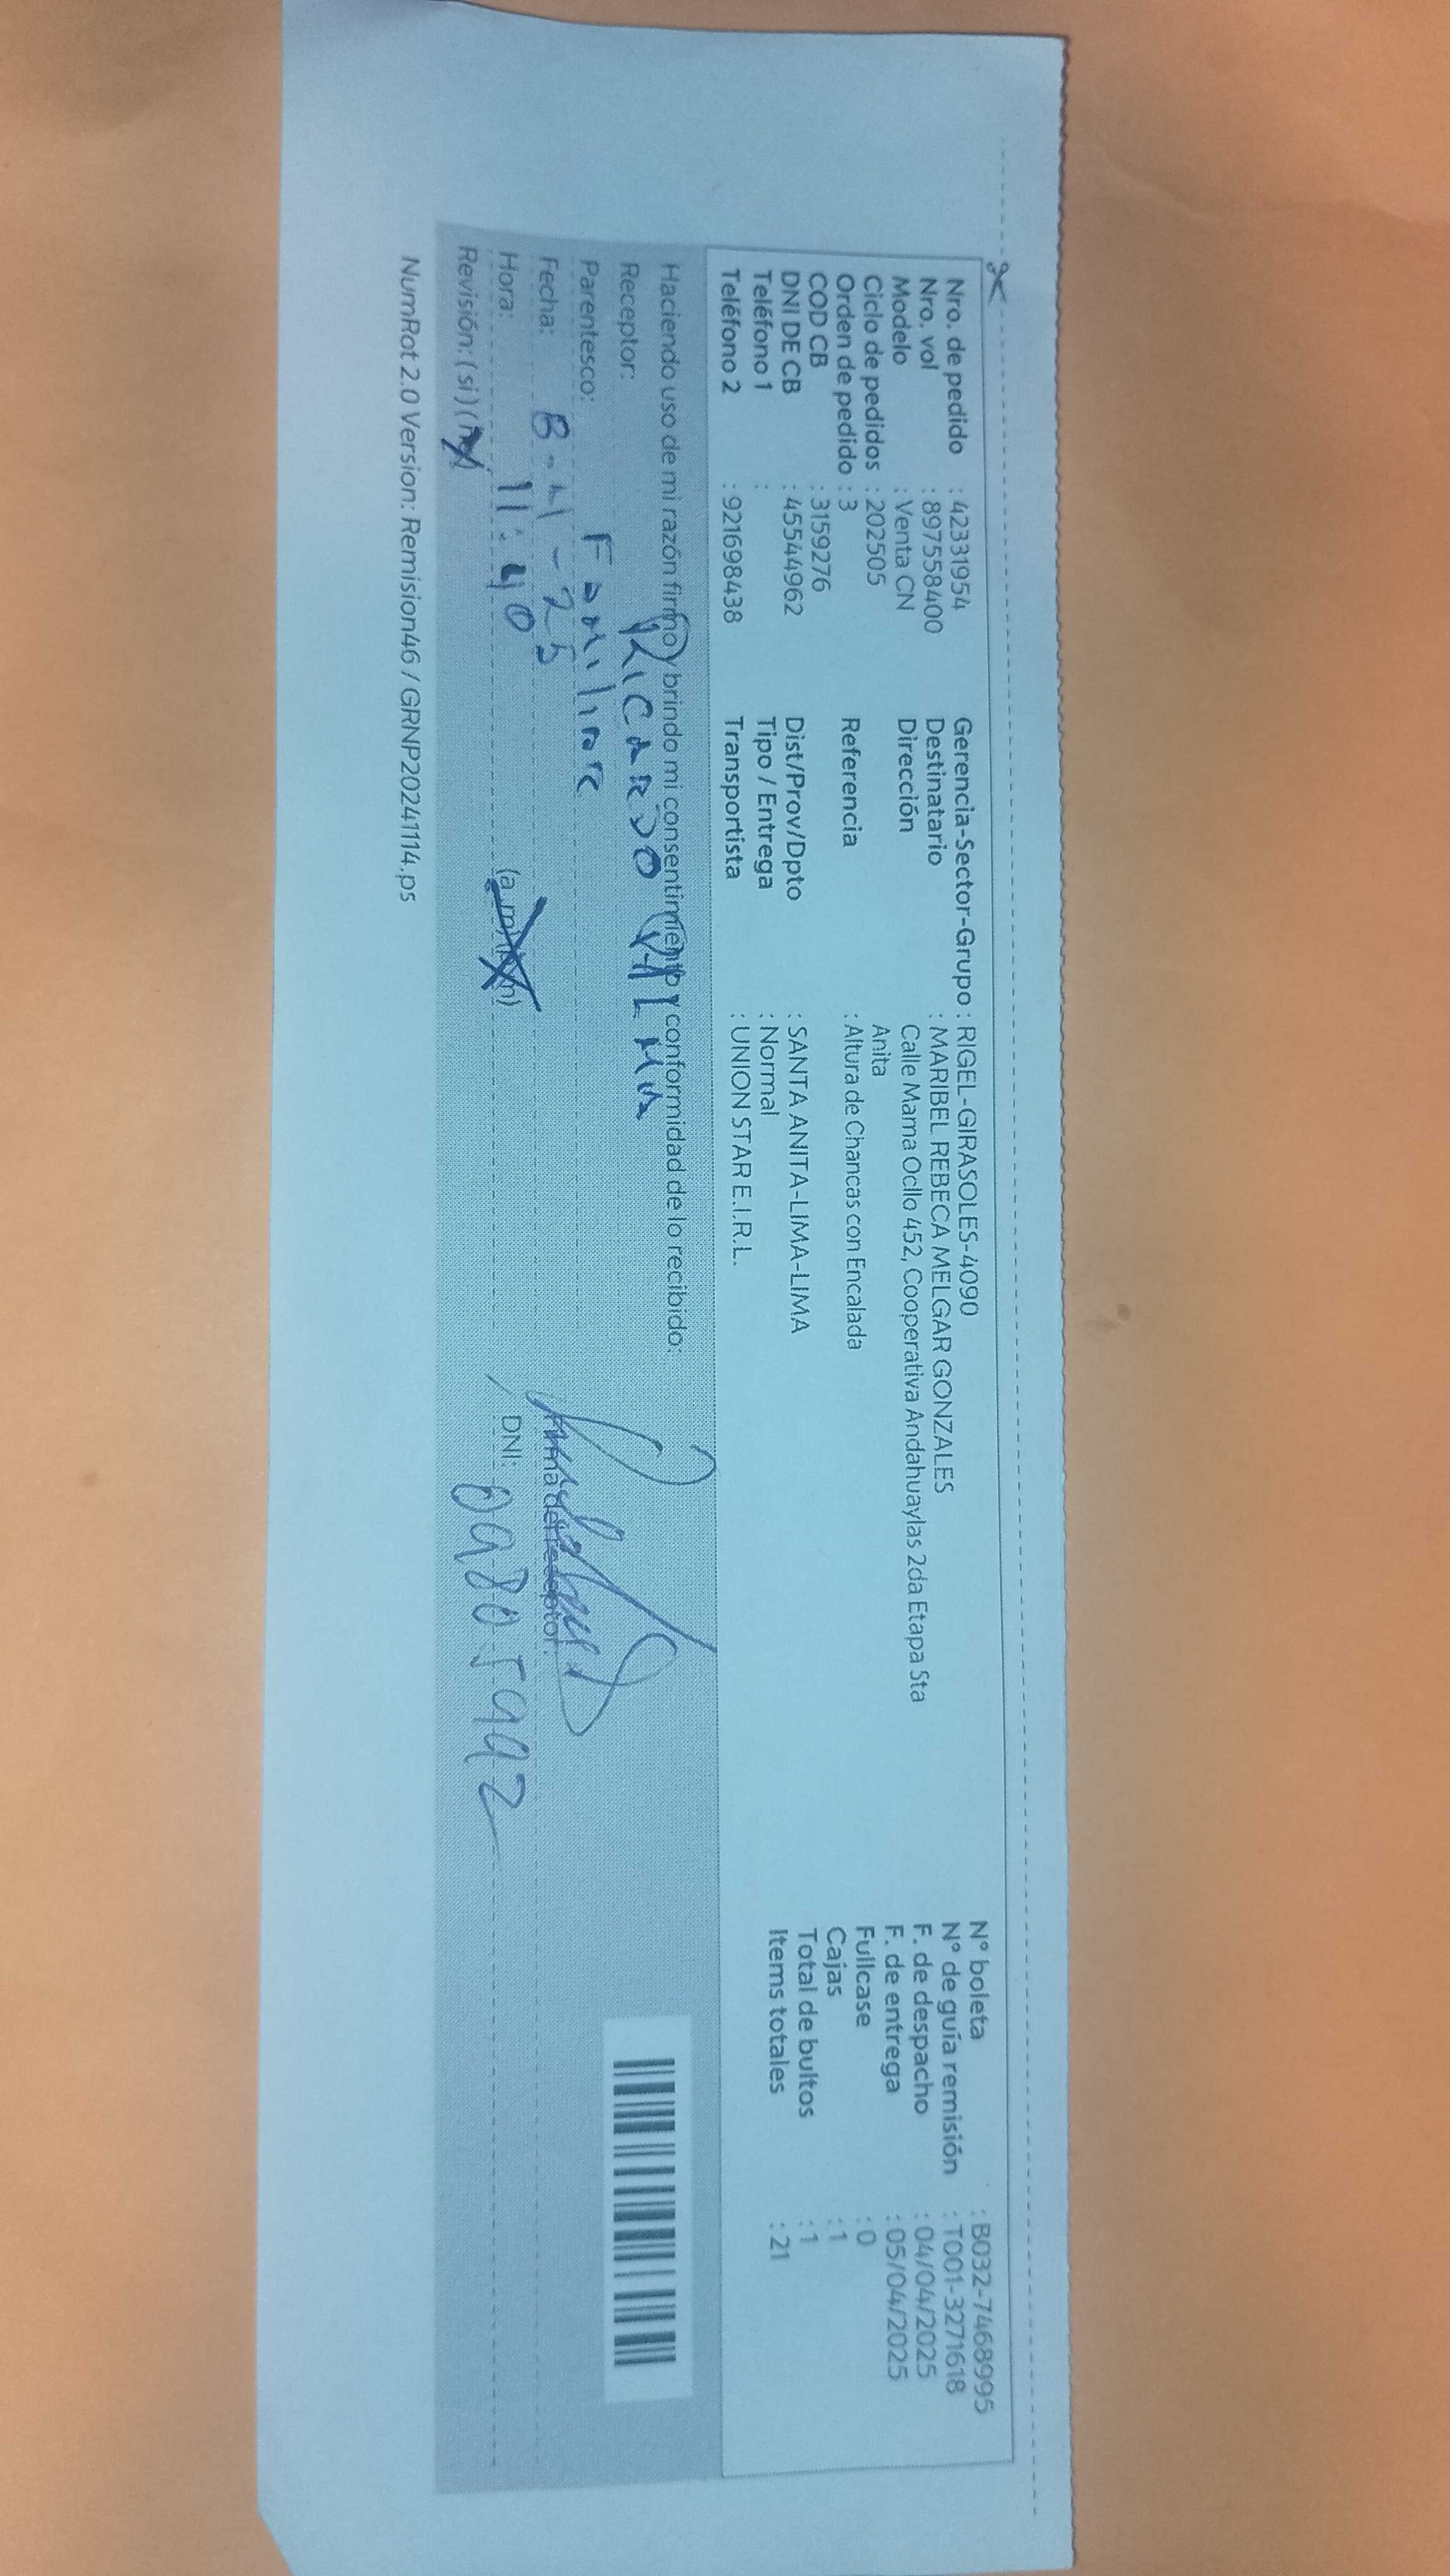 Nro. de pedido : 42331954
Nro. vol : 897558400
Modelo : Venta CN
Ciclo de pedidos : 202505
Orden de pedido : 3
COD CB : 3159276
DNI DE CB : 45544962
Teléfono 1 :
Teléfono 2 : 921698438
Gerencia-Sector-Grupo : RIGEL-GIRASOLES-4090
Destinatario : MARIBEL REBECA MELGAR GONZALES
Dirección Calle Mama Ocllo 452, Cooperativa Andahuaylas 2da Etapa Sta
Anita
Referencia : Altura de Chancas con Encalada
Dist/Prov/Dpto : SANTA ANITA-LIMA-LIMA
Tipo / Entrega : Normal
Transportista : UNION STAR E.I.R.L.
N° boleta : B032-7468995
N° de guía remisión : T001-3271618
F. de despacho : 04/04/2025
F. de entrega : 05/04/2025
Fullcase : 0
Cajas : 1
Total de bultos : 1
Items totales : 21
Haciendo uso de mi razón firmo y brindo mi consentimiento y conformidad de lo recibido:
Receptor: RICARDO PALMA
Parentesco: FAMILIAR
Fecha:
Hora: 11:40 (a.m) (p.m)
Revisión: (si) (no)
Firma del receptor:
DNI: 09805992
NumRot 2.0 Version: Remision46 / GRNP20241114.ps